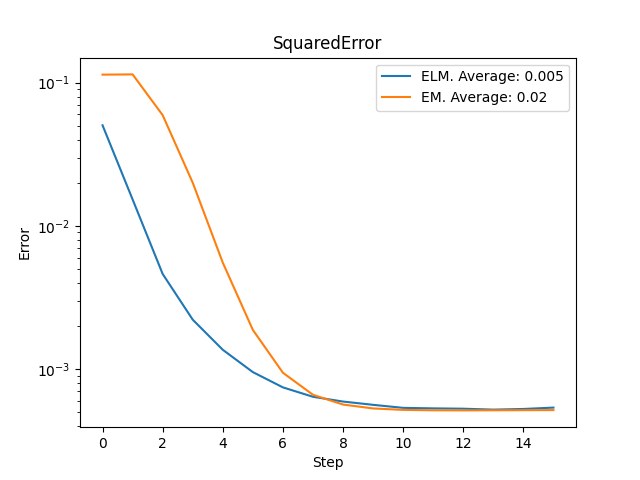 SquaredError
ELM. Average: 0.005
EM. Average: 0.02
Error
10⁻¹
10⁻²
10⁻³
0 2 4 6 8 10 12 14
Step